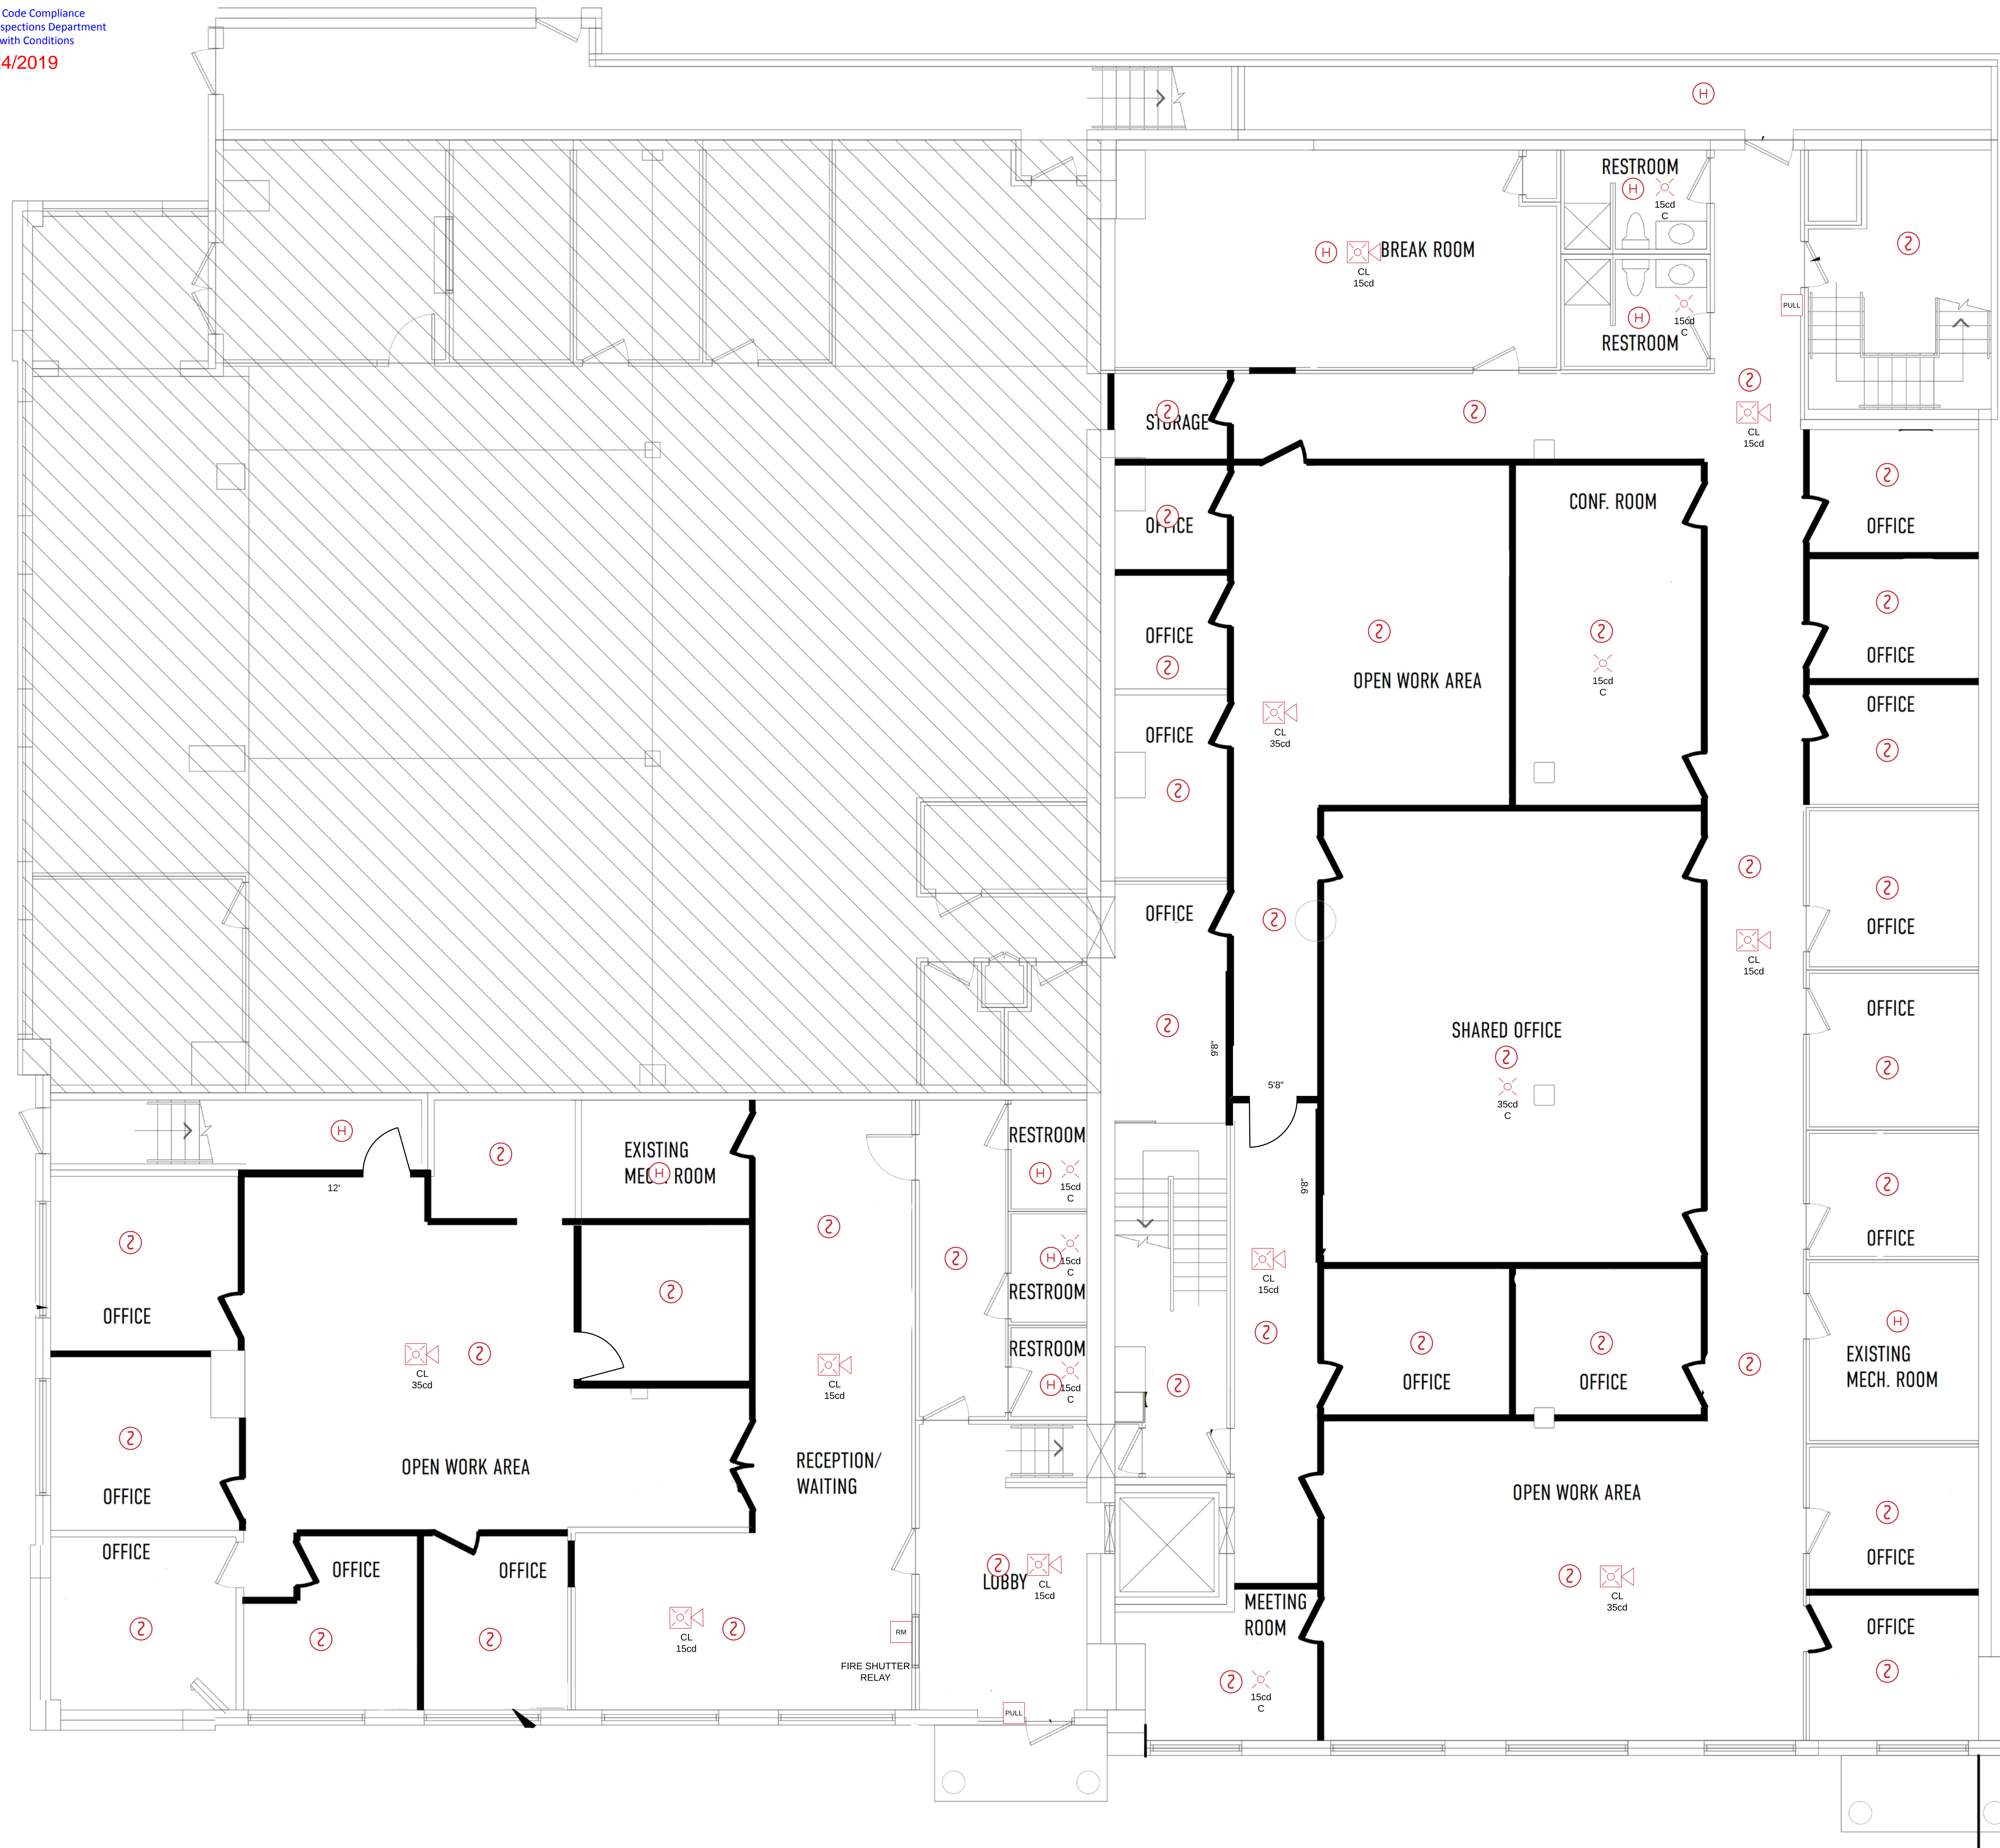 Code Compliance
spections Department
with Conditions
4/2019
H
RESTROOM
H
15cd
C
H
BREAK ROOM
CL
15cd
H
15cd
C
RESTROOM
PULL
STORAGE
CL
15cd
OFFICE
CONF. ROOM
OFFICE
OFFICE
OFFICE
OPEN WORK AREA
15cd
C
OFFICE
OFFICE
CL
35cd
OFFICE
OFFICE
CL
15cd
SHARED OFFICE
35cd
C
OFFICE
9'8"
5'8"
9'8"
OFFICE
H
12'
EXISTING
MECH. ROOM
H
RESTROOM
H
15cd
C
H
15cd
C
RESTROOM
RESTROOM
H
15cd
C
CL
15cd
OFFICE
CL
35cd
CL
15cd
OFFICE
OFFICE
H
EXISTING
MECH. ROOM
OPEN WORK AREA
RECEPTION/
WAITING
OFFICE
OFFICE
OFFICE
OFFICE
OPEN WORK AREA
OFFICE
LOBBY
CL
15cd
CL
35cd
CL
15cd
RM
FIRE SHUTTER
RELAY
PULL
MEETING
ROOM
15cd
C
OFFICE